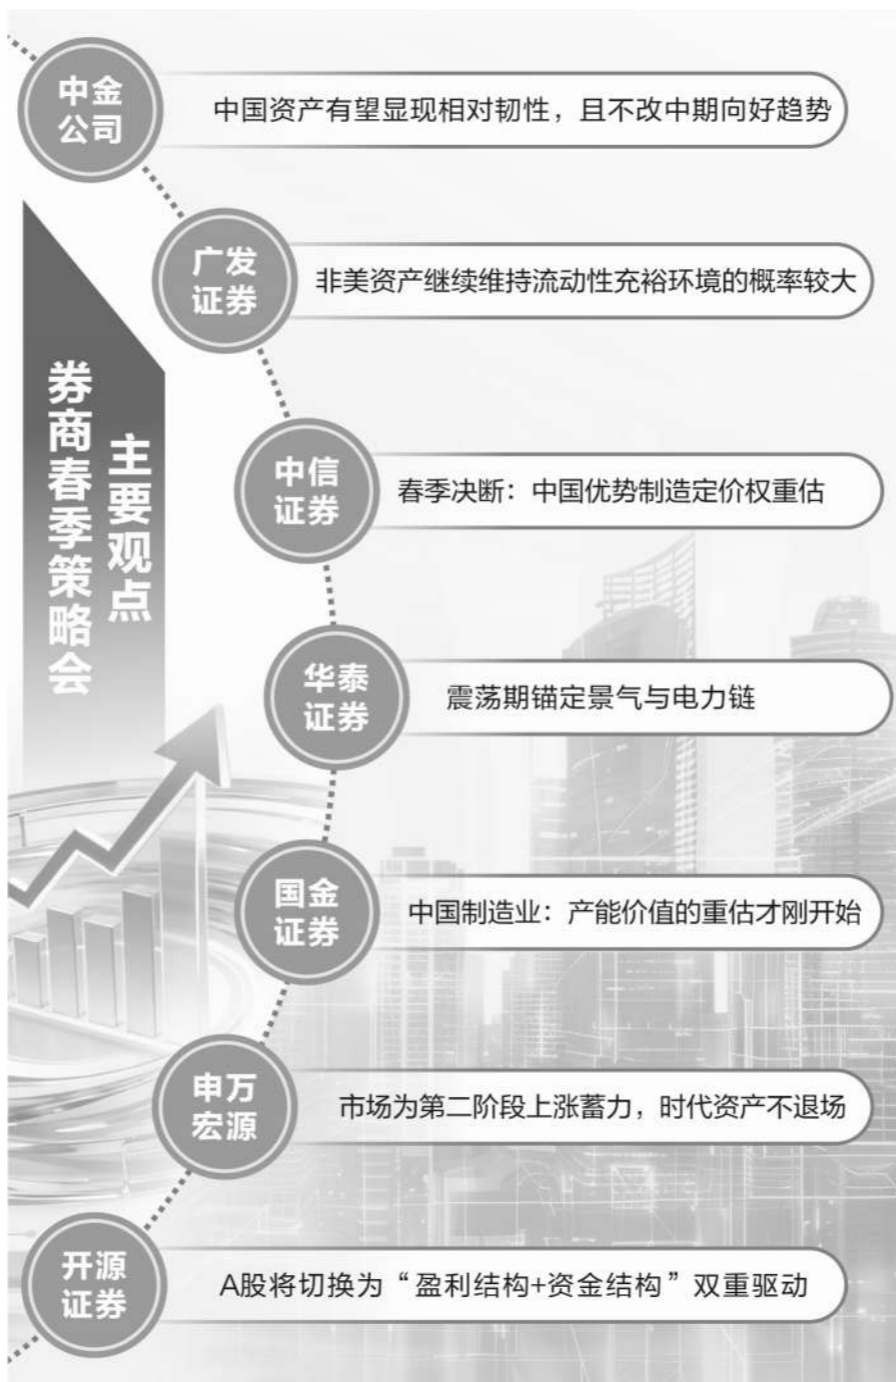 券商春季策略会
主要观点
中金
公司
中国资产有望显现相对韧性，且不改中期向好趋势
广发
证券
非美资产继续维持流动性充裕环境的概率较大
中信
证券
春季决断：中国优势制造定价权重估
华泰
证券
震荡期锚定景气与电力链
国金
证券
中国制造业：产能价值的重估才刚开始
申万
宏源
市场为第二阶段上涨蓄力，时代资产不退场
开源
证券
A股将切换为“盈利结构+资金结构”双重驱动